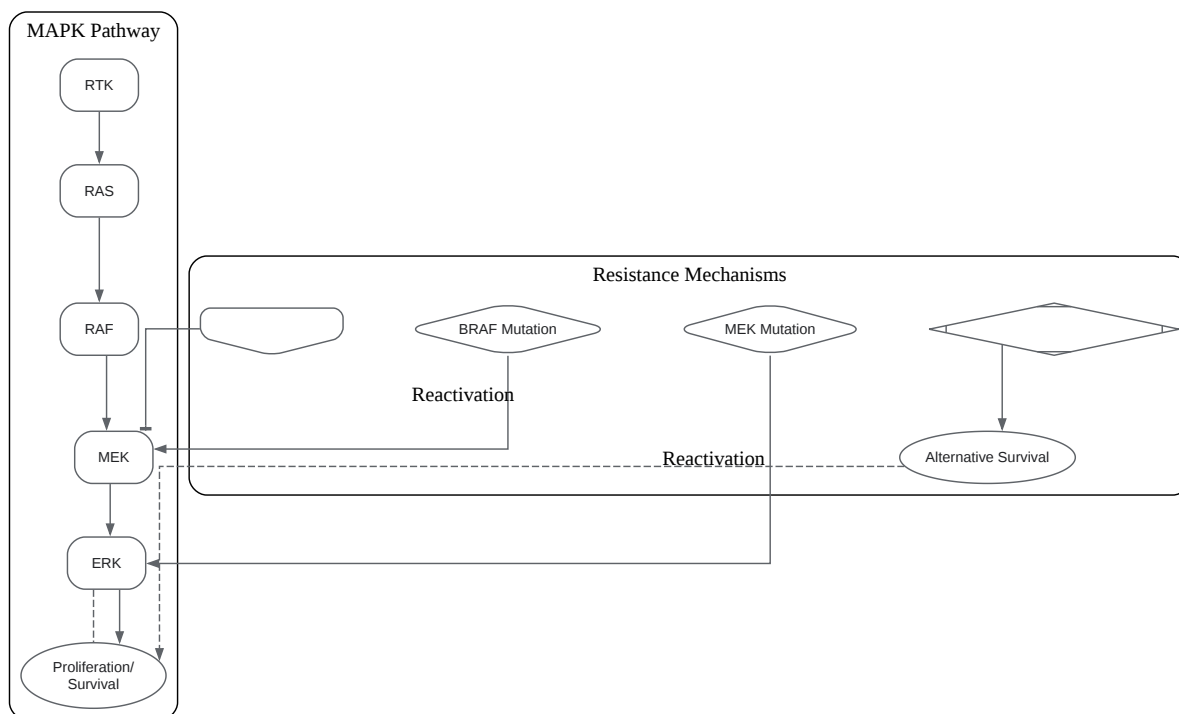 MAPK Pathway
RTK
RAS
Resistance Mechanisms
RAF
BRAF Mutation
MEK Mutation
Reactivation
MEK
Reactivation
Alternative Survival
ERK
Proliferation/
Survival